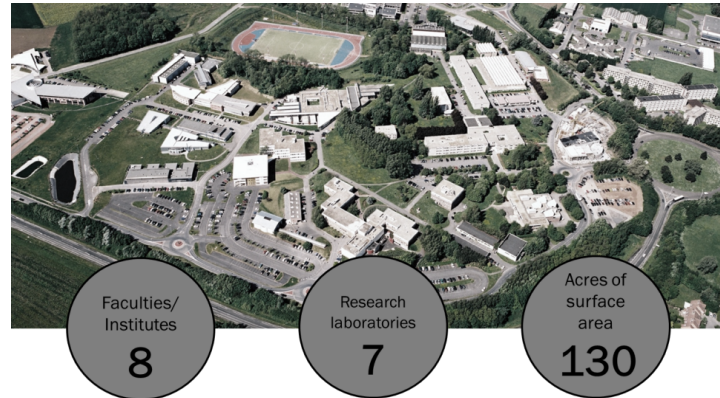 Faculties/
Institutes
8
Research
laboratories
7
Acres of
surface
area
130